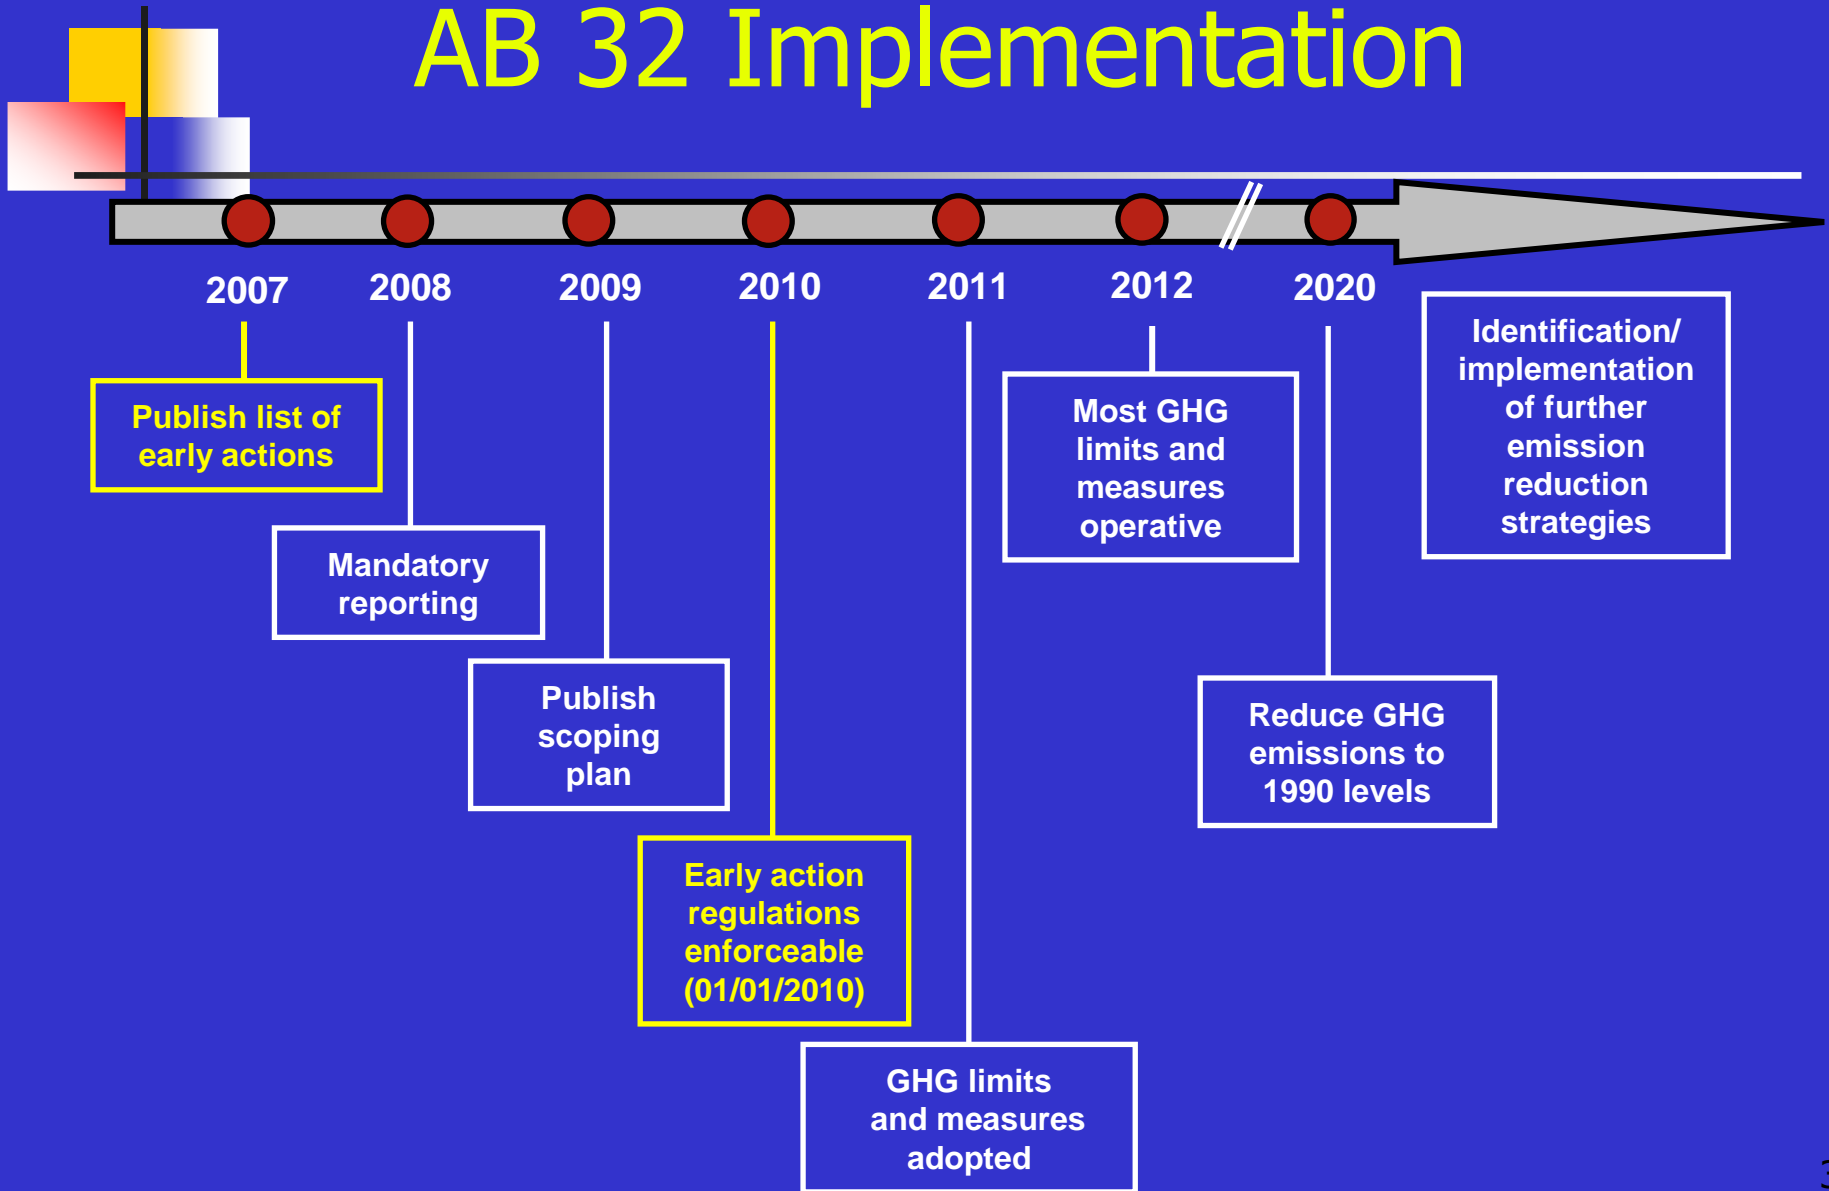 AB 32 Implementation
2007
2008
2009
2010
2011
2012
2020
Publish list of
early actions
Mandatory
reporting
Publish
scoping
plan
Early action
regulations
enforceable
(01/01/2010)
GHG limits
and measures
adopted
Most GHG
limits and
measures
operative
Reduce GHG
emissions to
1990 levels
Identification/
implementation
of further
emission
reduction
strategies